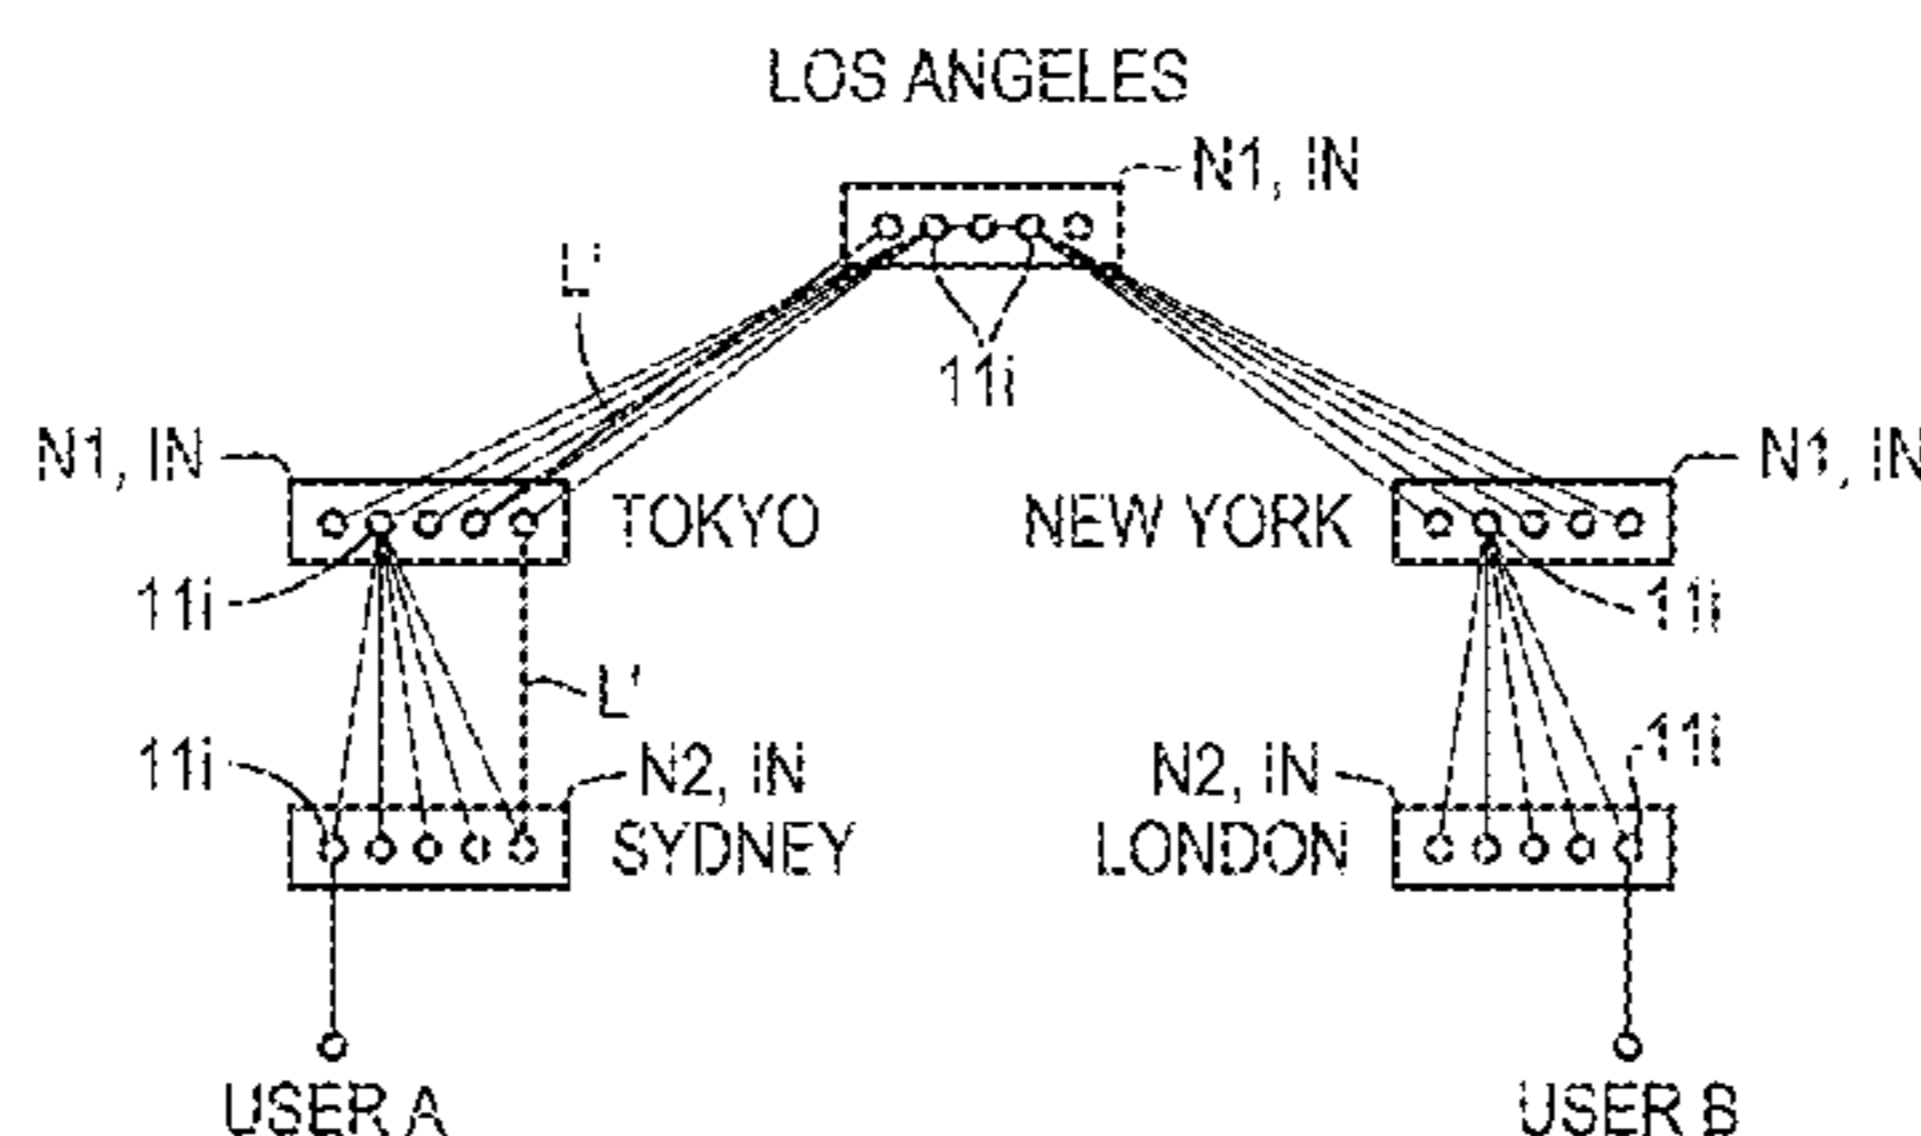 LOS ANGELES
N1, IN
L'
11i
N1, IN
TOKYO
NEW YORK
N1, IN
11i
11i
L'
11i
11i
N2, IN
SYDNEY
N2, IN
LONDON
USER A
USER B